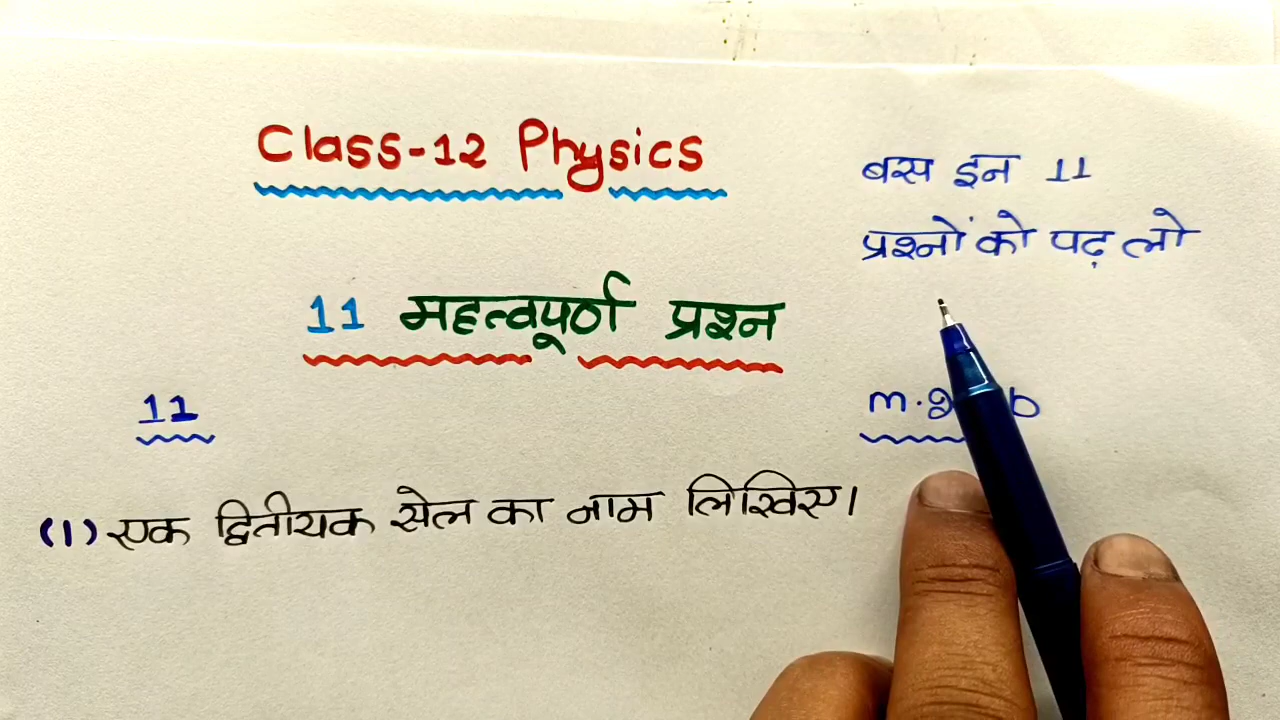 Class-12 Physics
बस इन 11
प्रश्नों को पढ़ लो
11 महत्वपूर्ण प्रश्न
11
(1) एक द्वितीयक सेल का नाम लिखिए।